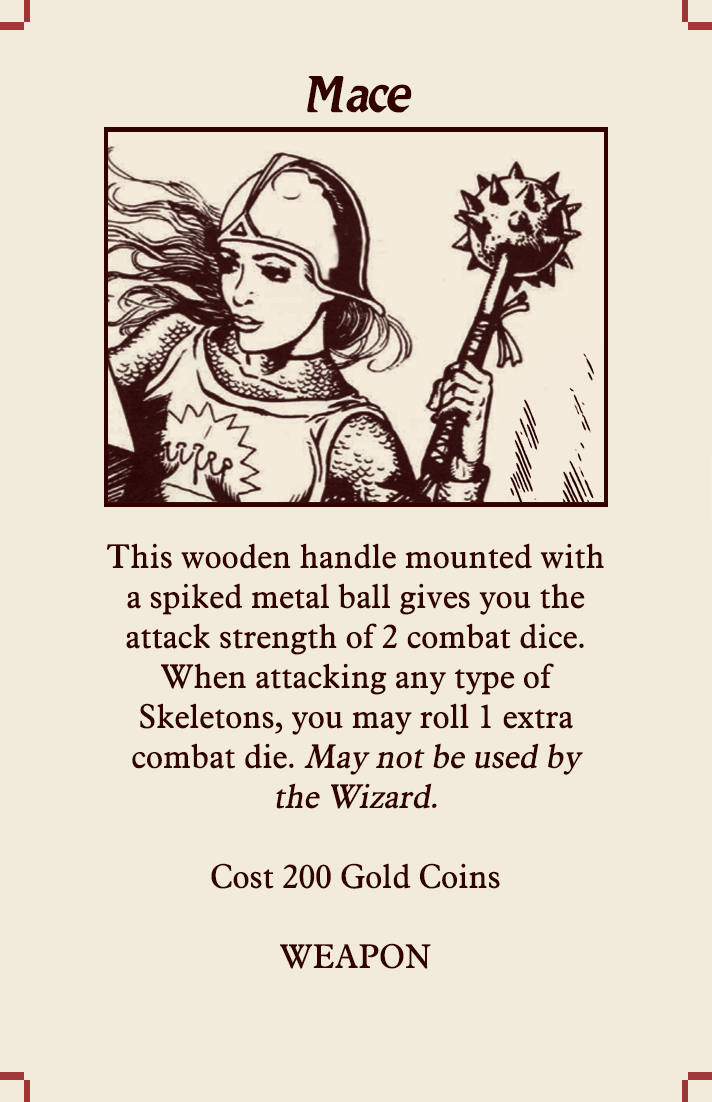 Mace
This wooden handle mounted with
a spiked metal ball gives you the
attack strength of 2 combat dice.
When attacking any type of
Skeletons, you may roll 1 extra
combat die. May not be used by
the Wizard.
Cost 200 Gold Coins
WEAPON